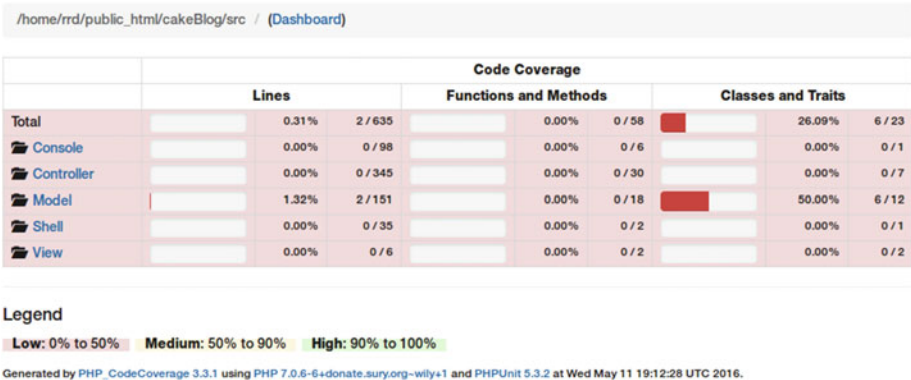 /home/rrd/public_html/cakeBlog/src / (Dashboard)
Code Coverage
Lines Functions and Methods Classes and Traits
Total 0.31% 2 / 635 0.00% 0 / 58 26.09% 6 / 23
Console 0.00% 0 / 98 0.00% 0 / 6 0.00% 0 / 1
Controller 0.00% 0 / 345 0.00% 0 / 30 0.00% 0 / 7
Model 1.32% 2 / 151 0.00% 0 / 18 50.00% 6 / 12
Shell 0.00% 0 / 35 0.00% 0 / 2 0.00% 0 / 1
View 0.00% 0 / 6 0.00% 0 / 2 0.00% 0 / 2
Legend
Low: 0% to 50% Medium: 50% to 90% High: 90% to 100%
Generated by PHP_CodeCoverage 3.3.1 using PHP 7.0.6-6+donate.sury.org~wily+1 and PHPUnit 5.3.2 at Wed May 11 19:12:28 UTC 2016.